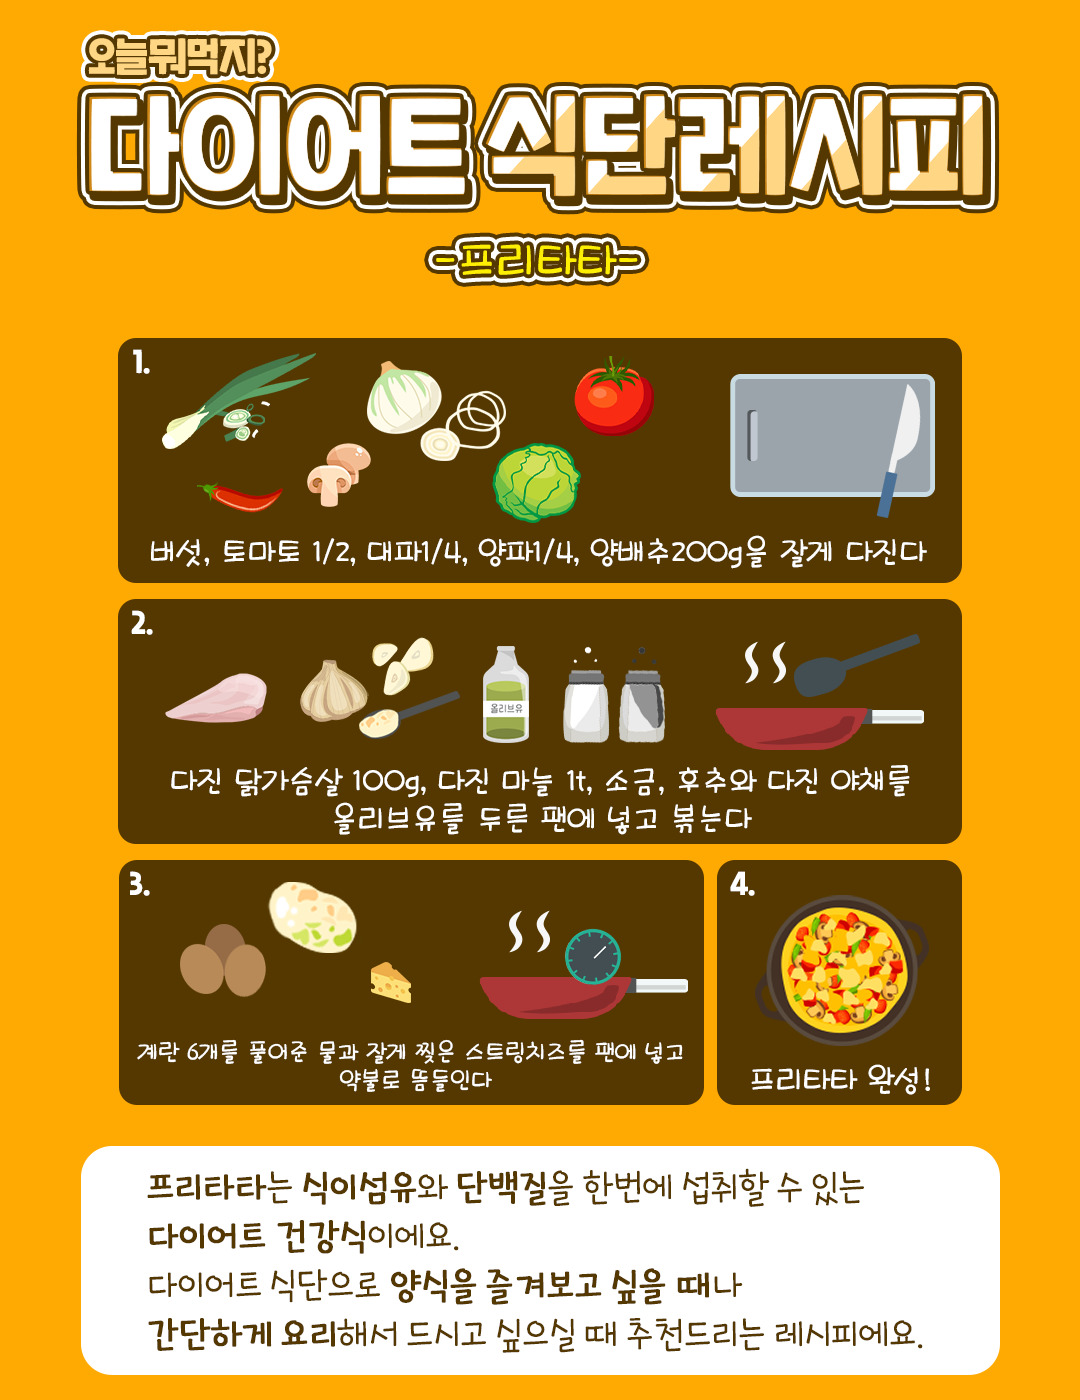 오늘뭐먹지?
다이어트 식단레시피
-프리타타-
1.
버섯, 토마토 1/2, 대파1/4, 양파1/4, 양배추200g을 잘게 다진다
2.
올리브유
다진 닭가슴살 100g, 다진 마늘 1t, 소금, 후추와 다진 야채를
올리브유를 두른 팬에 넣고 볶는다
3.
계란 6개를 풀어준 물과 잘게 찢은 스트링치즈를 팬에 넣고
약불로 뜸들인다
4.
프리타타 완성!
프리타타는 식이섬유와 단백질을 한번에 섭취할 수 있는
다이어트 건강식이에요.
다이어트 식단으로 양식을 즐겨보고 싶을 때나
간단하게 요리해서 드시고 싶으실 때 추천드리는 레시피에요.